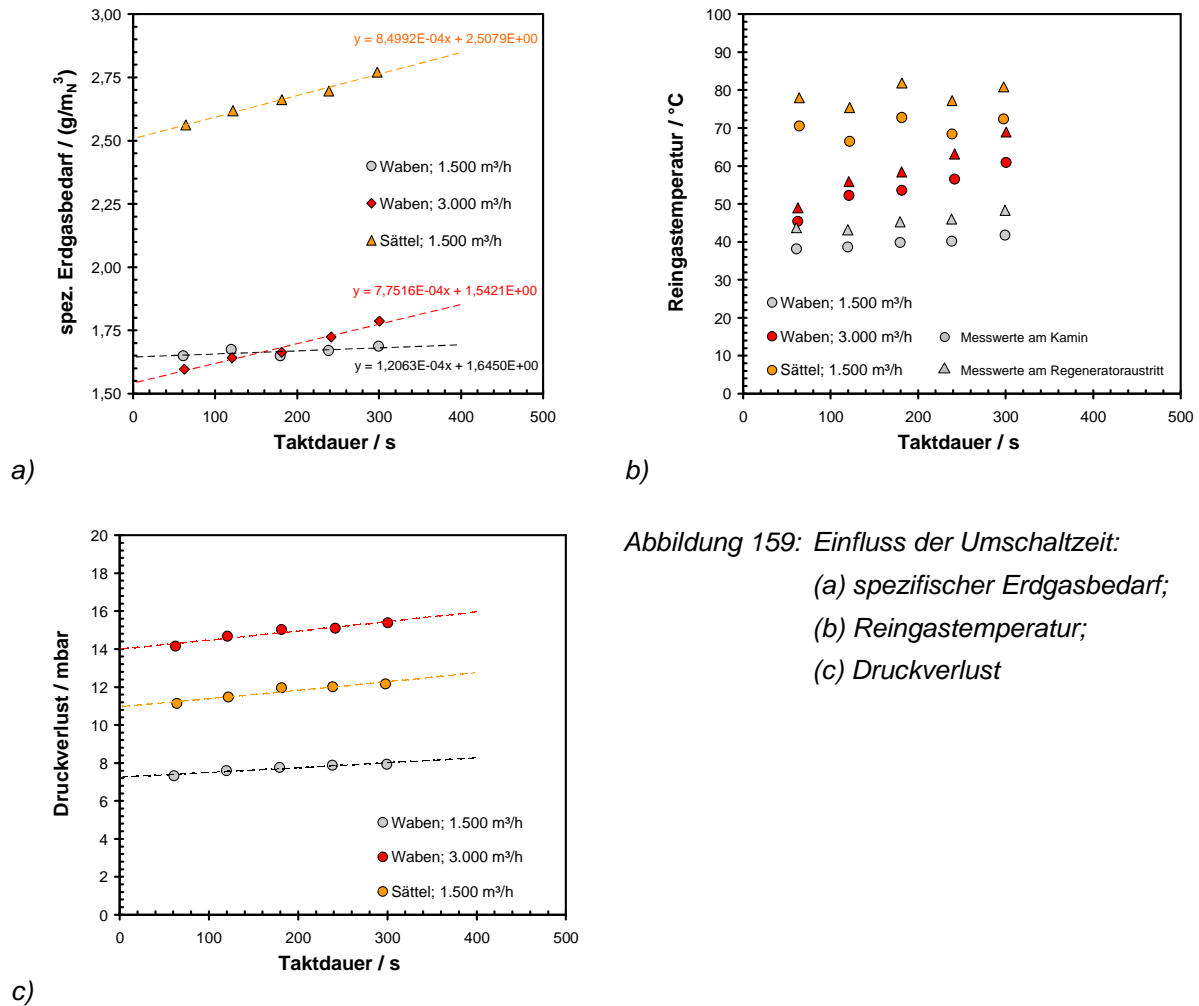 3,00
2,75
2,50
2,25
2,00
1,75
1,50
spez. Erdgasbedarf / (g/m_N^3)
y = 8,4992E-04x + 2,5079E+00
Waben; 1.500 m³/h
Waben; 3.000 m³/h
Sättel; 1.500 m³/h
y = 7,7516E-04x + 1,5421E+00
y = 1,2063E-04x + 1,6450E+00
0 100 200 300 400 500
Taktdauer / s
a)
100
90
80
70
60
50
40
30
20
10
0
Reingastemperatur / °C
Waben; 1.500 m³/h
Waben; 3.000 m³/h
Sättel; 1.500 m³/h
Messwerte am Kamin
Messwerte am Regeneratoraustritt
0 100 200 300 400 500
Taktdauer / s
b)
20
18
16
14
12
10
8
6
4
2
0
Druckverlust / mbar
Waben; 1.500 m³/h
Waben; 3.000 m³/h
Sättel; 1.500 m³/h
0 100 200 300 400 500
Taktdauer / s
c)
Abbildung 159: Einfluss der Umschaltzeit:
(a) spezifischer Erdgasbedarf;
(b) Reingastemperatur;
(c) Druckverlust